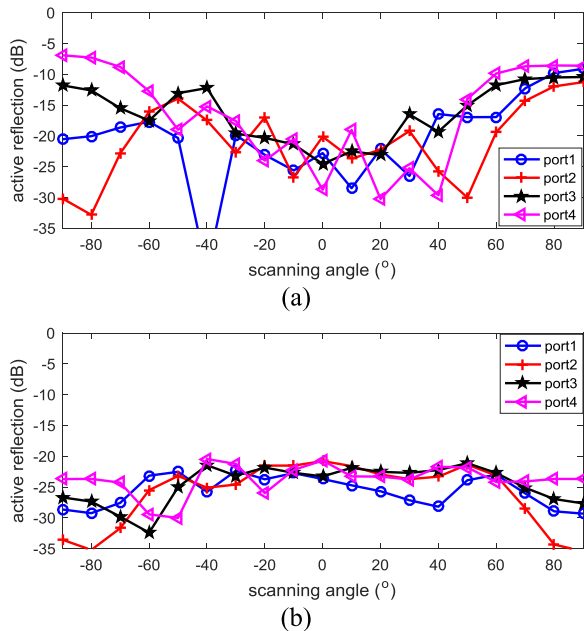 0
-5
-10
-15
-20
-25
-30
-35
active reflection (dB)
port1
port2
port3
port4
-80 -60 -40 -20 0 20 40 60 80
scanning angle (°)
(a)
0
-5
-10
-15
-20
-25
-30
-35
active reflection (dB)
port1
port2
port3
port4
-80 -60 -40 -20 0 20 40 60 80
scanning angle (°)
(b)